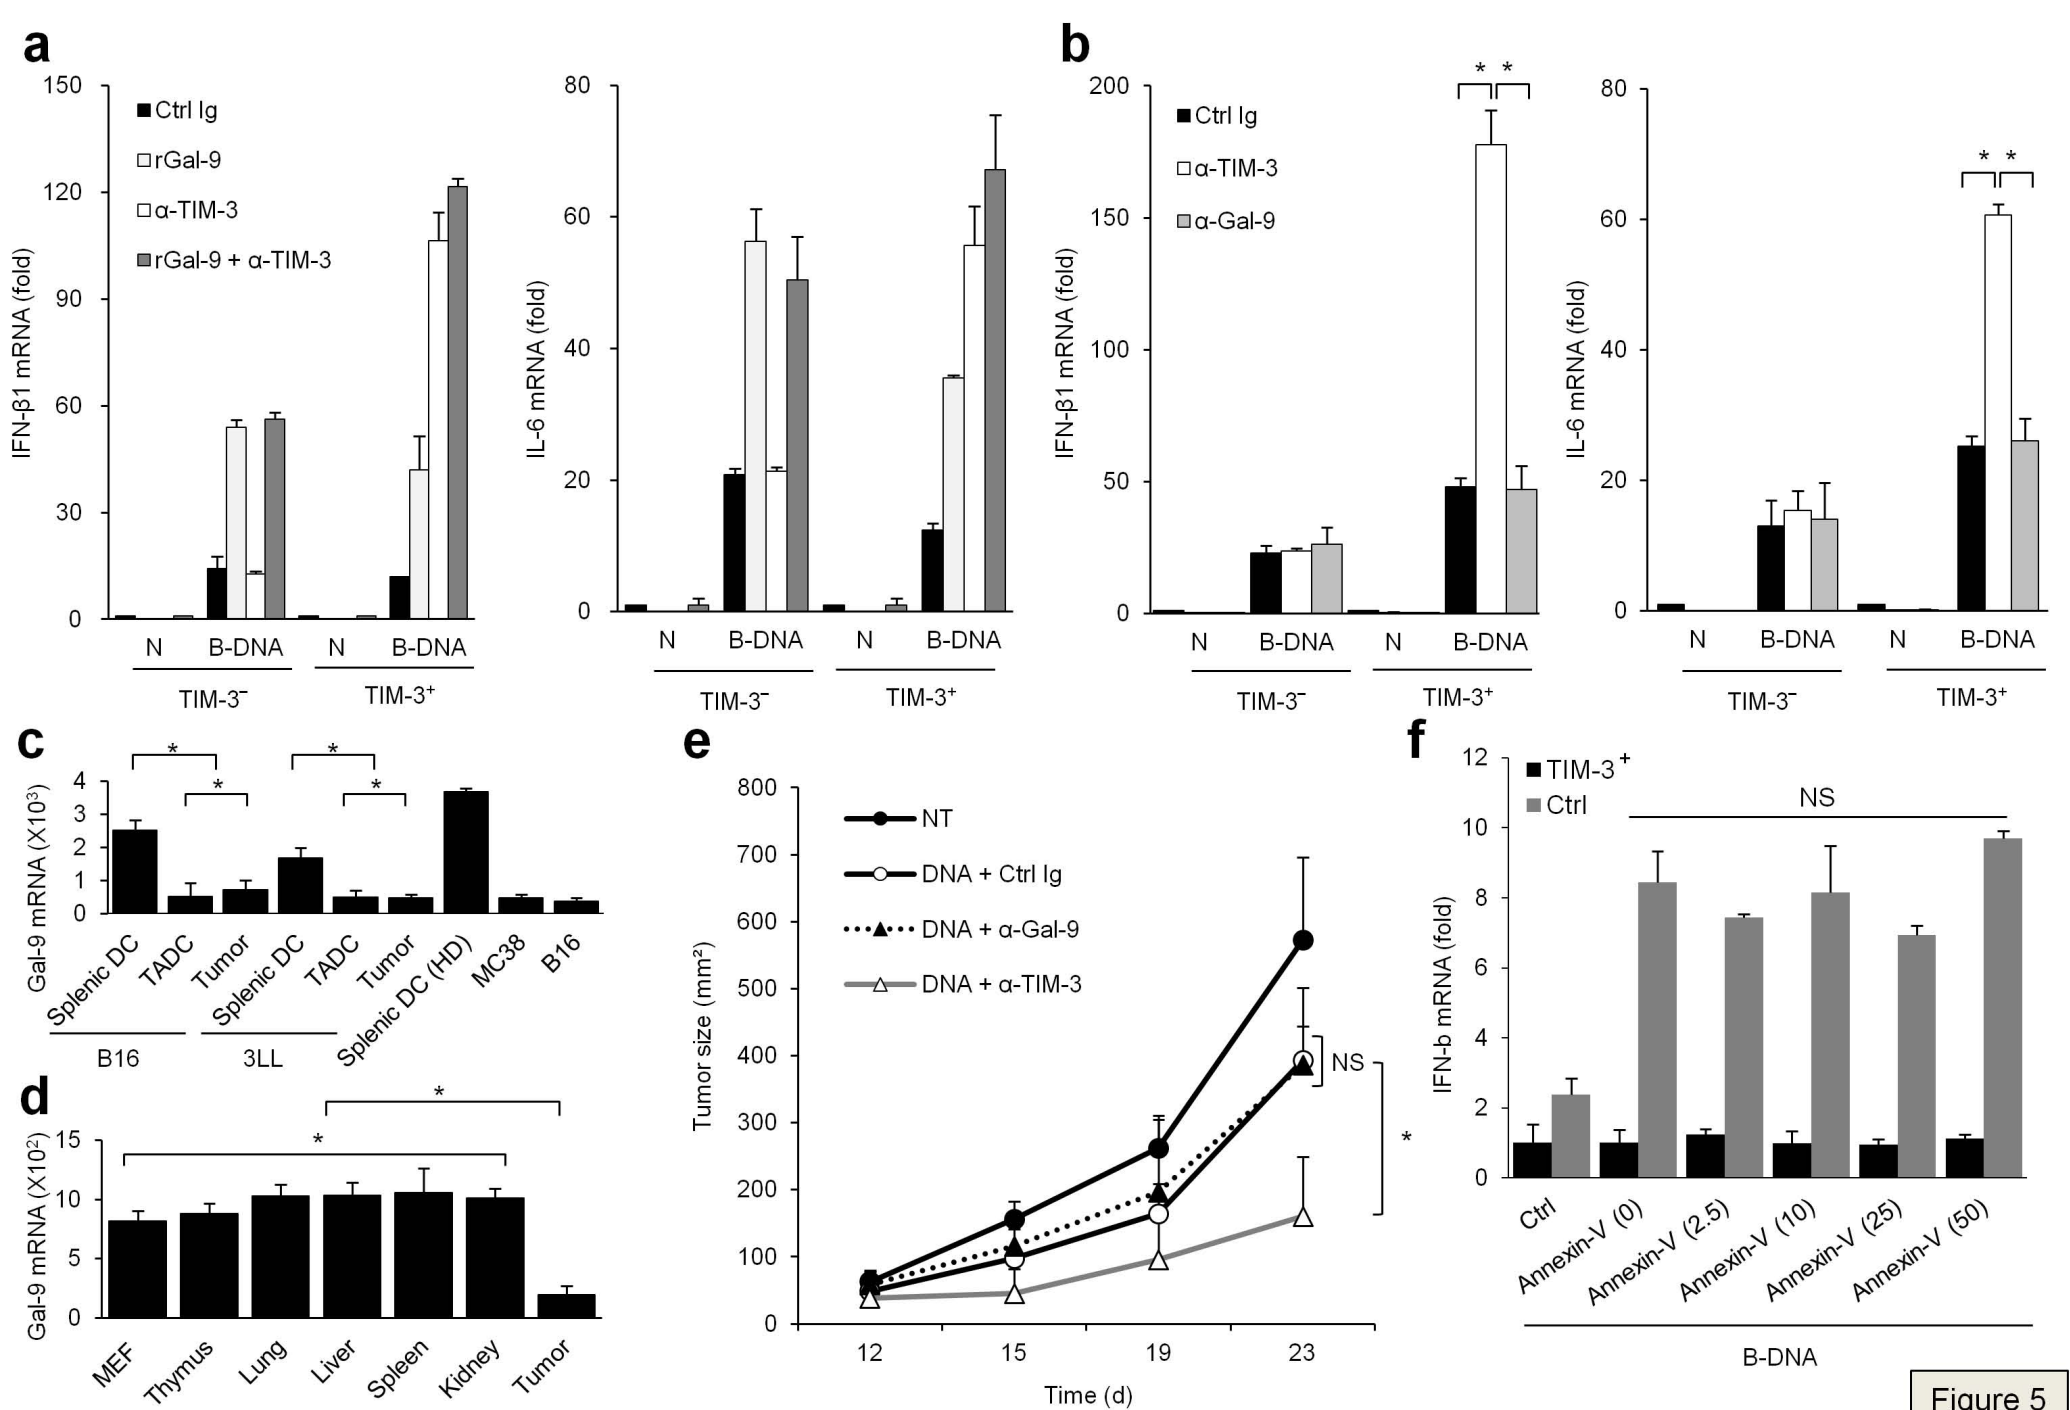 a
150
120
90
60
30
0
IFN-β1 mRNA (fold)
Ctrl Ig
rGal-9
α-TIM-3
rGal-9 + α-TIM-3
N
B-DNA
N
B-DNA
TIM-3⁻
TIM-3⁺
80
60
40
20
0
IL-6 mRNA (fold)
N
B-DNA
N
B-DNA
TIM-3⁻
TIM-3⁺
b
200
150
100
50
0
IFN-β1 mRNA (fold)
Ctrl Ig
α-TIM-3
α-Gal-9
* *
N
B-DNA
N
B-DNA
TIM-3⁻
TIM-3⁺
80
60
40
20
0
IL-6 mRNA (fold)
* *
N
B-DNA
N
B-DNA
TIM-3⁻
TIM-3⁺
c
4
3
2
1
0
Gal-9 mRNA (X10³)
*
*
*
*
Splenic DC
TADC
Tumor
Splenic DC
TADC
Tumor
Splenic DC (HD)
MC38
B16
B16
3LL
d
15
10
5
0
Gal-9 mRNA (X10²)
*
*
MEF
Thymus
Lung
Liver
Spleen
Kidney
Tumor
e
800
700
600
500
400
300
200
100
0
Tumor size (mm²)
NT
DNA + Ctrl Ig
DNA + α-Gal-9
DNA + α-TIM-3
NS
*
12
15
19
23
Time (d)
f
12
10
8
6
4
2
0
IFN-b mRNA (fold)
TIM-3⁺
Ctrl
NS
Ctrl
Annexin-V (0)
Annexin-V (2.5)
Annexin-V (10)
Annexin-V (25)
Annexin-V (50)
B-DNA
Figure 5